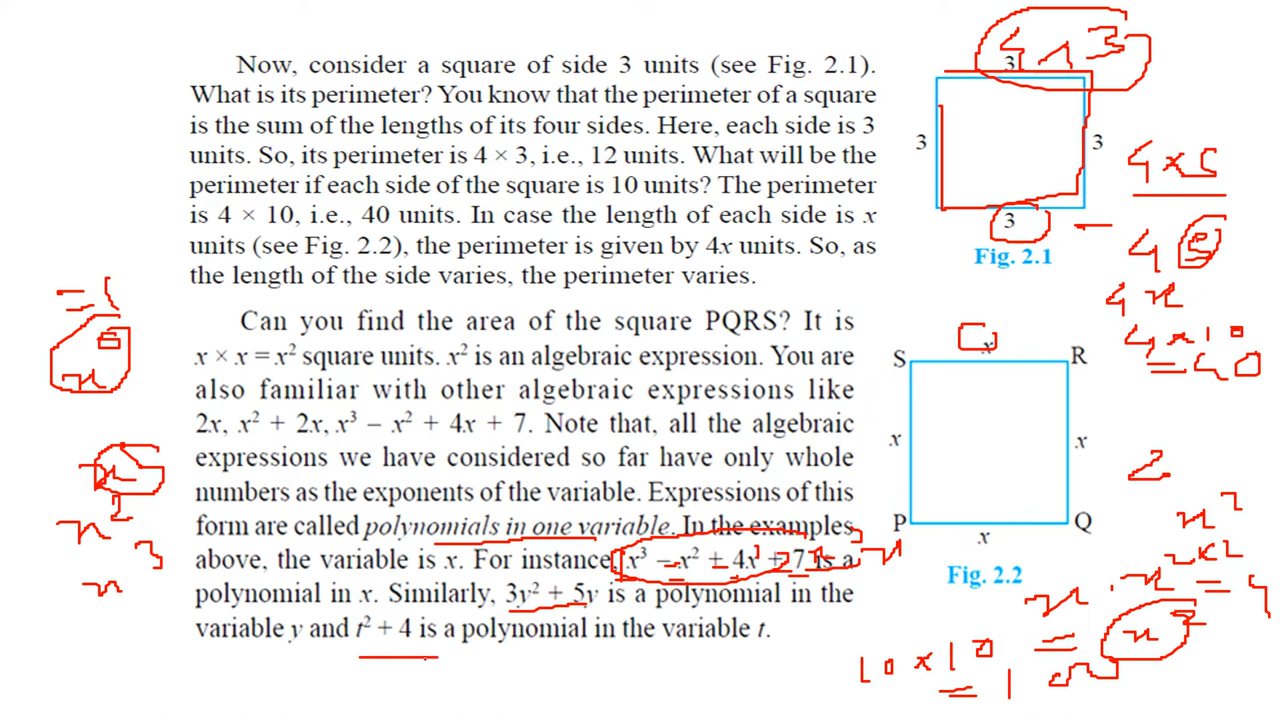 Now, consider a square of side 3 units (see Fig. 2.1).
What is its perimeter? You know that the perimeter of a square
is the sum of the lengths of its four sides. Here, each side is 3
units. So, its perimeter is 4 × 3, i.e., 12 units. What will be the
perimeter if each side of the square is 10 units? The perimeter
is 4 × 10, i.e., 40 units. In case the length of each side is x
units (see Fig. 2.2), the perimeter is given by 4x units. So, as
the length of the side varies, the perimeter varies.
Can you find the area of the square PQRS? It is
x × x = x² square units. x² is an algebraic expression. You are
also familiar with other algebraic expressions like
2x, x² + 2x, x³ – x² + 4x + 7. Note that, all the algebraic
expressions we have considered so far have only whole
numbers as the exponents of the variable. Expressions of this
form are called polynomials in one variable. In the examples
above, the variable is x. For instance, x³ – x² + 4x + 7 is a
polynomial in x. Similarly, 3y² + 5y is a polynomial in the
variable y and t² + 4 is a polynomial in the variable t.
3
3
3
3
Fig. 2.1
4x
4×10
=40
x
S
R
x
x
P
Q
x
Fig. 2.2
2
x²
10×10
= x²
x
3